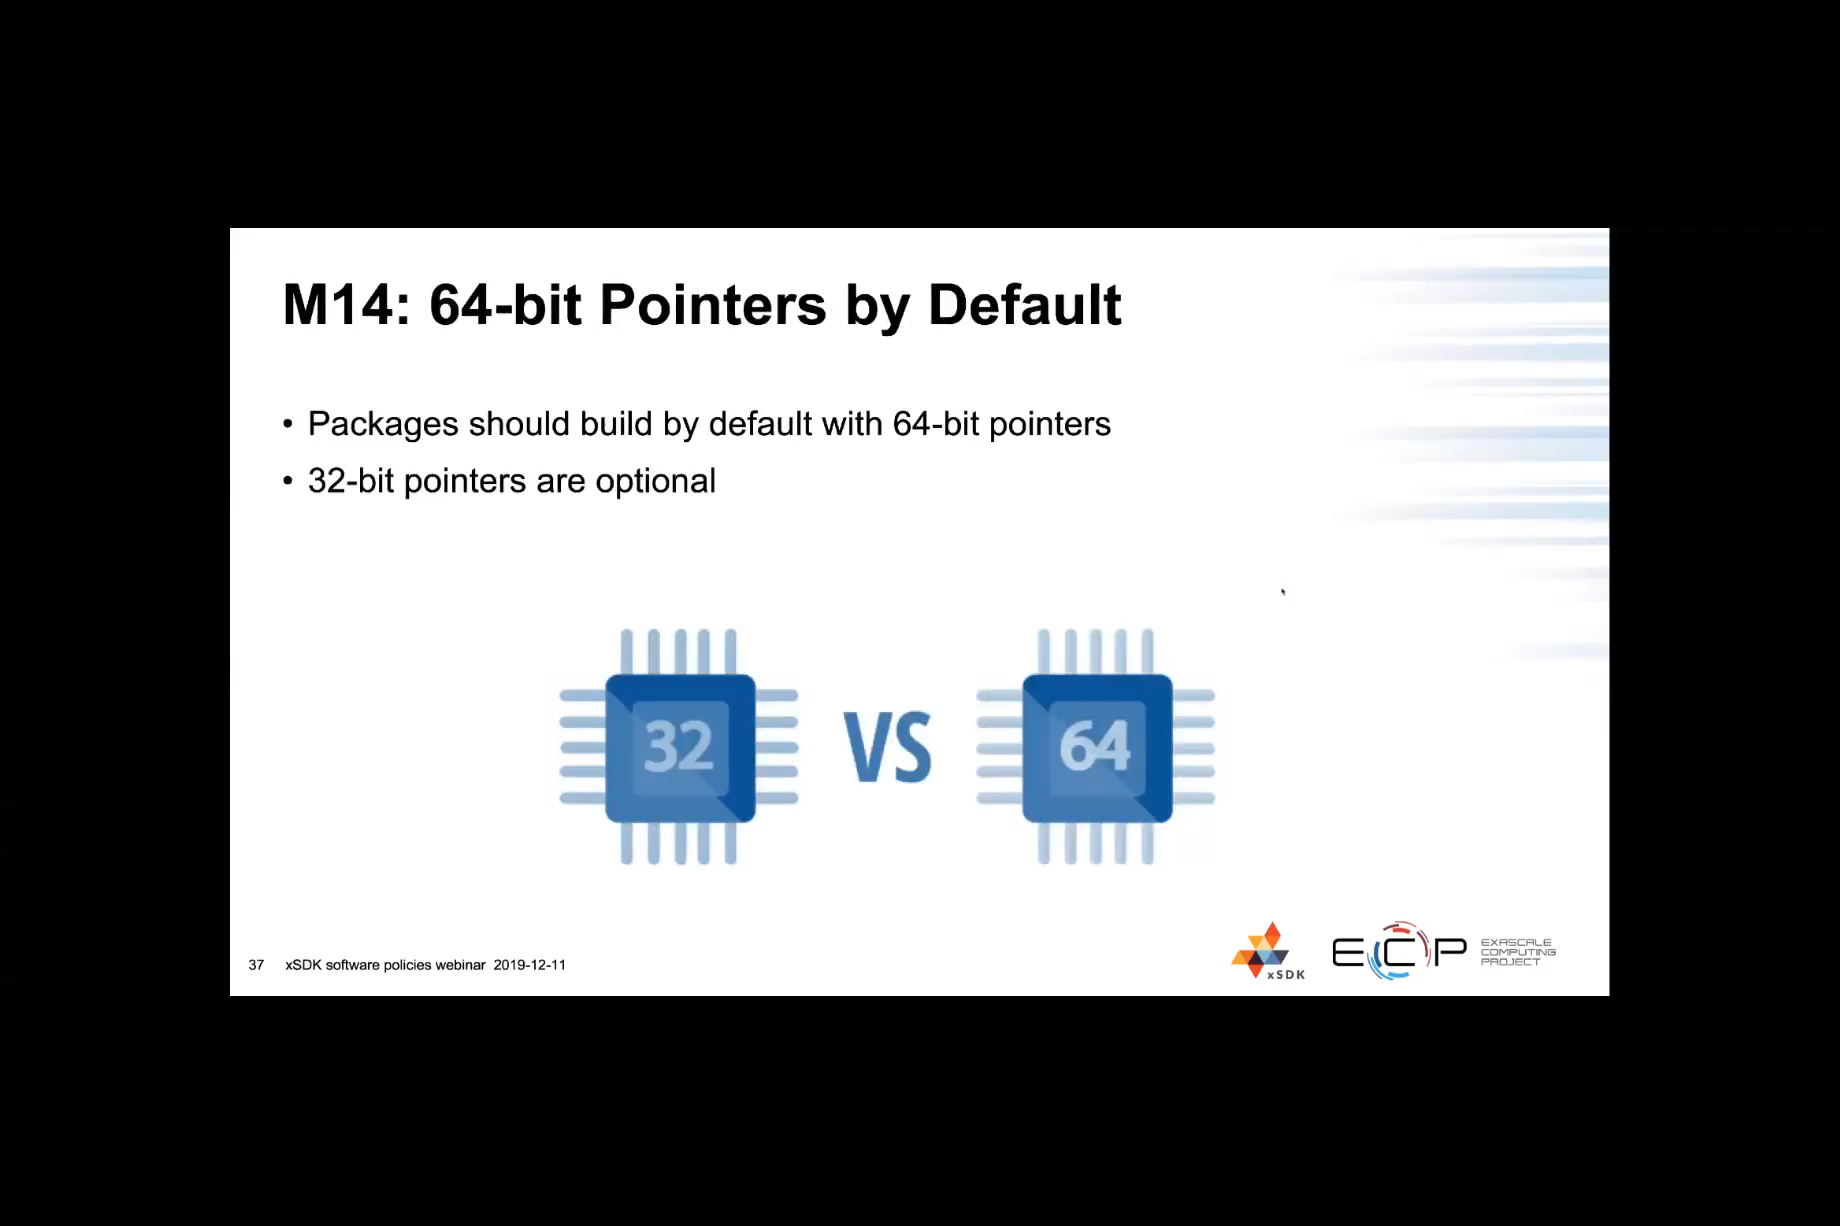 M14: 64-bit Pointers by Default
• Packages should build by default with 64-bit pointers
• 32-bit pointers are optional
32 VS 64
37 xSDK software policies webinar 2019-12-11
xSDK
ECP
EXASCALE
COMPUTING
PROJECT